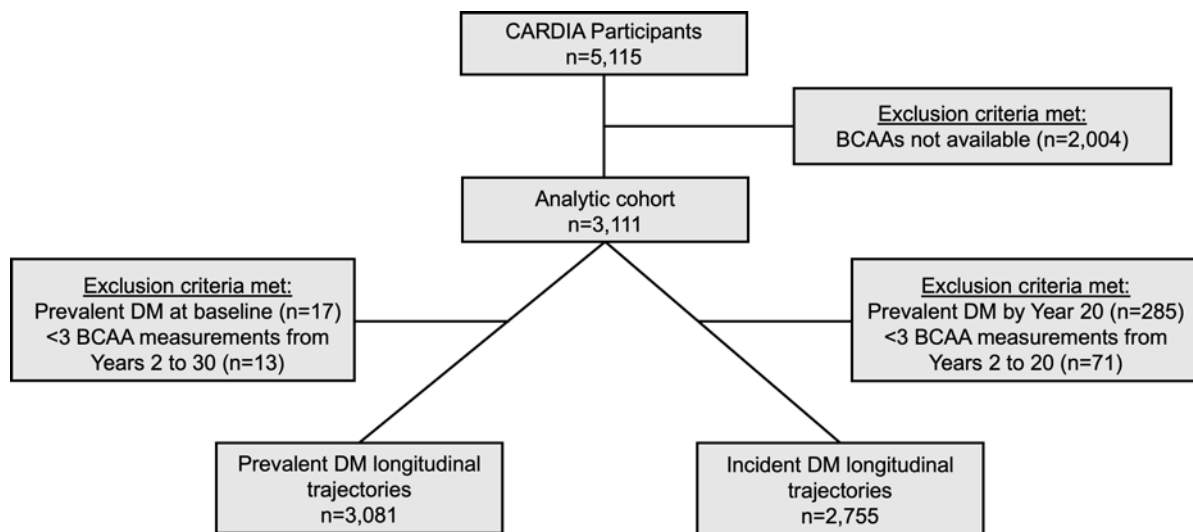 CARDIA Participants
n=5,115
Exclusion criteria met:
BCAAs not available (n=2,004)
Analytic cohort
n=3,111
Exclusion criteria met:
Prevalent DM at baseline (n=17)
<3 BCAA measurements from
Years 2 to 30 (n=13)
Exclusion criteria met:
Prevalent DM by Year 20 (n=285)
<3 BCAA measurements from
Years 2 to 20 (n=71)
Prevalent DM longitudinal
trajectories
n=3,081
Incident DM longitudinal
trajectories
n=2,755